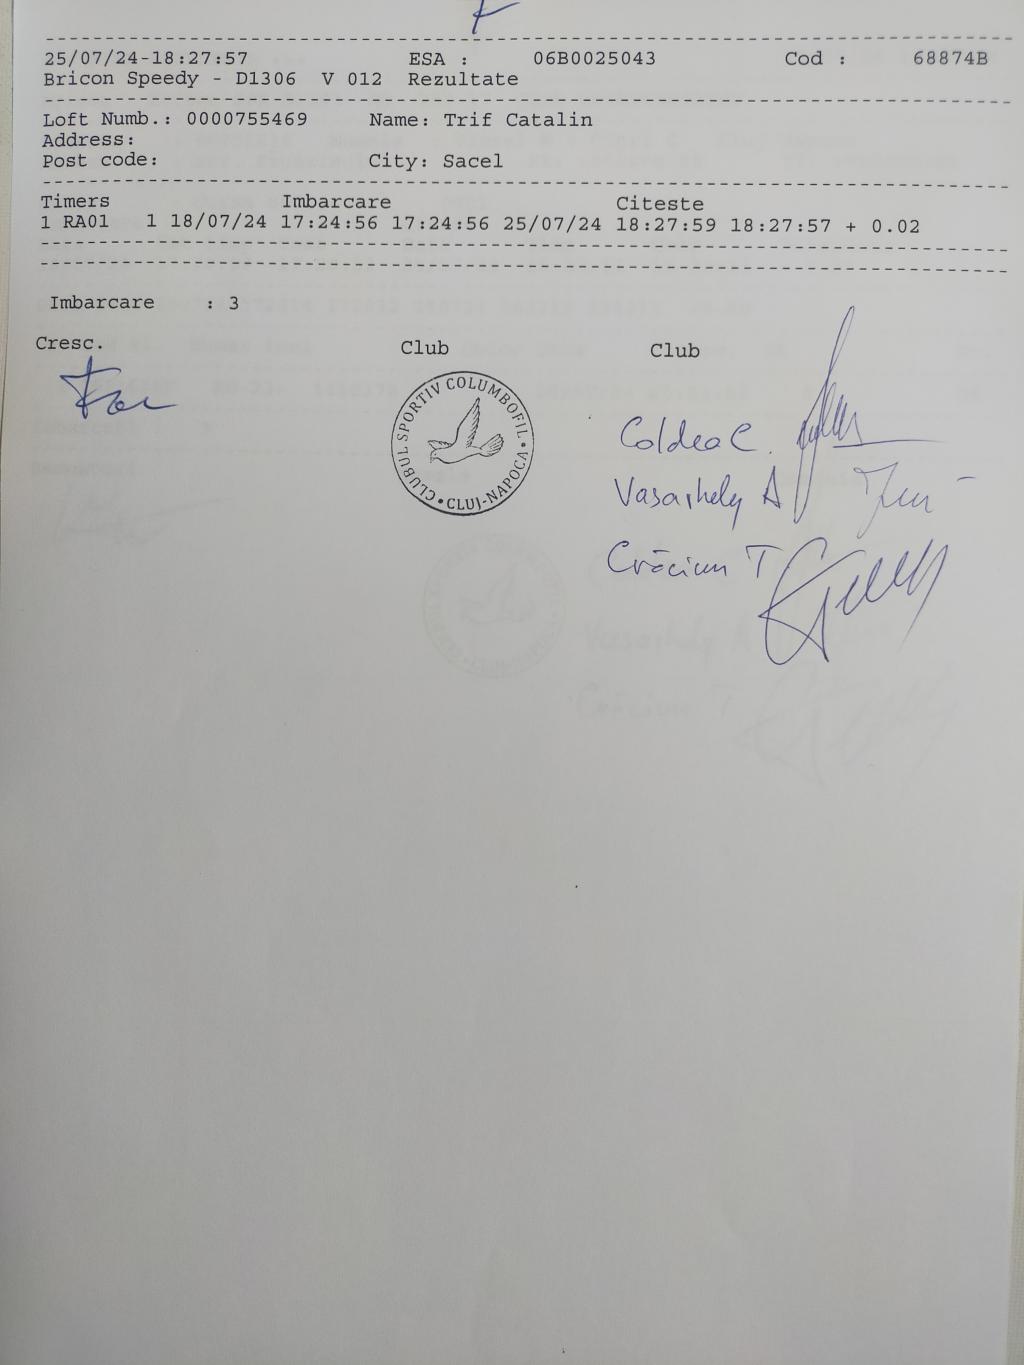 25/07/24-18:27:57 ESA : 06B0025043 Cod : 68874B
Bricon Speedy - D1306 V 012 Rezultate
Loft Numb.: 0000755469 Name: Trif Catalin
Address:
Post code: City: Sacel
Timers Imbarcare Citeste
1 RA01 1 18/07/24 17:24:56 17:24:56 25/07/24 18:27:59 18:27:57 + 0.02
Imbarcare : 3
Cresc. Club Club
CLUBUL SPORTIV COLUMBOFIL
• CLUJ-NAPOCA •
Coldea C.
Vasarhely A
Crăciun T